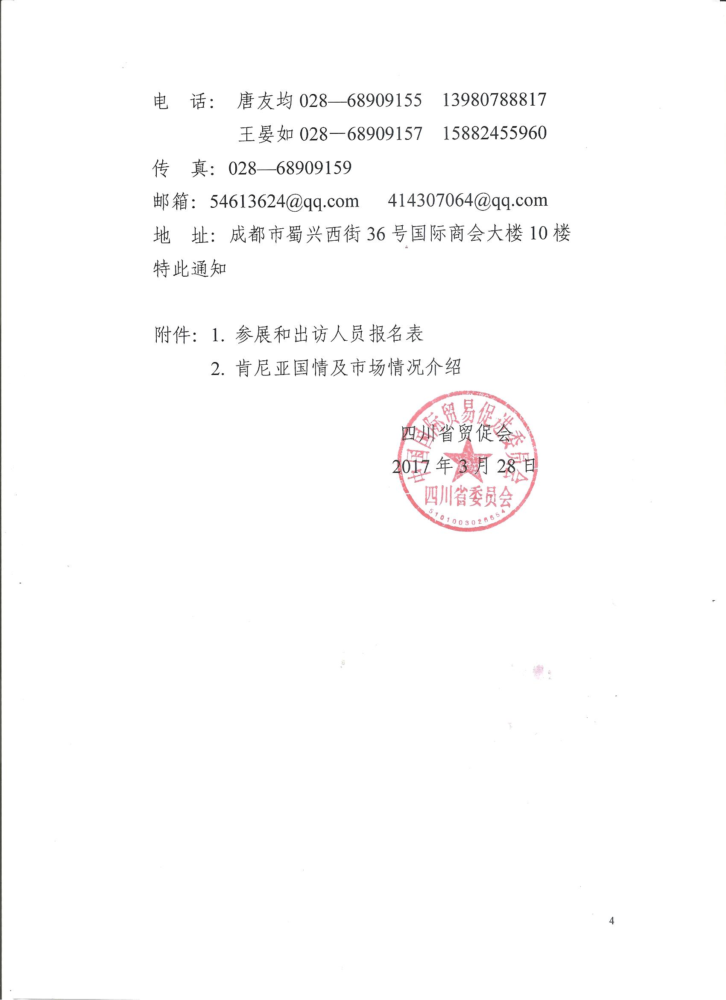 电　话： 唐友均 028—68909155　13980788817
王晏如 028－68909157　15882455960
传　真： 028—68909159
邮箱： 54613624@qq.com　414307064@qq.com
地　址： 成都市蜀兴西街 36 号国际商会大楼 10 楼
特此通知
附件： 1. 参展和出访人员报名表
2. 肯尼亚国情及市场情况介绍
四川省贸促会
2017 年 3 月 28 日
中国国际贸易促进委员会
四川省委员会
4